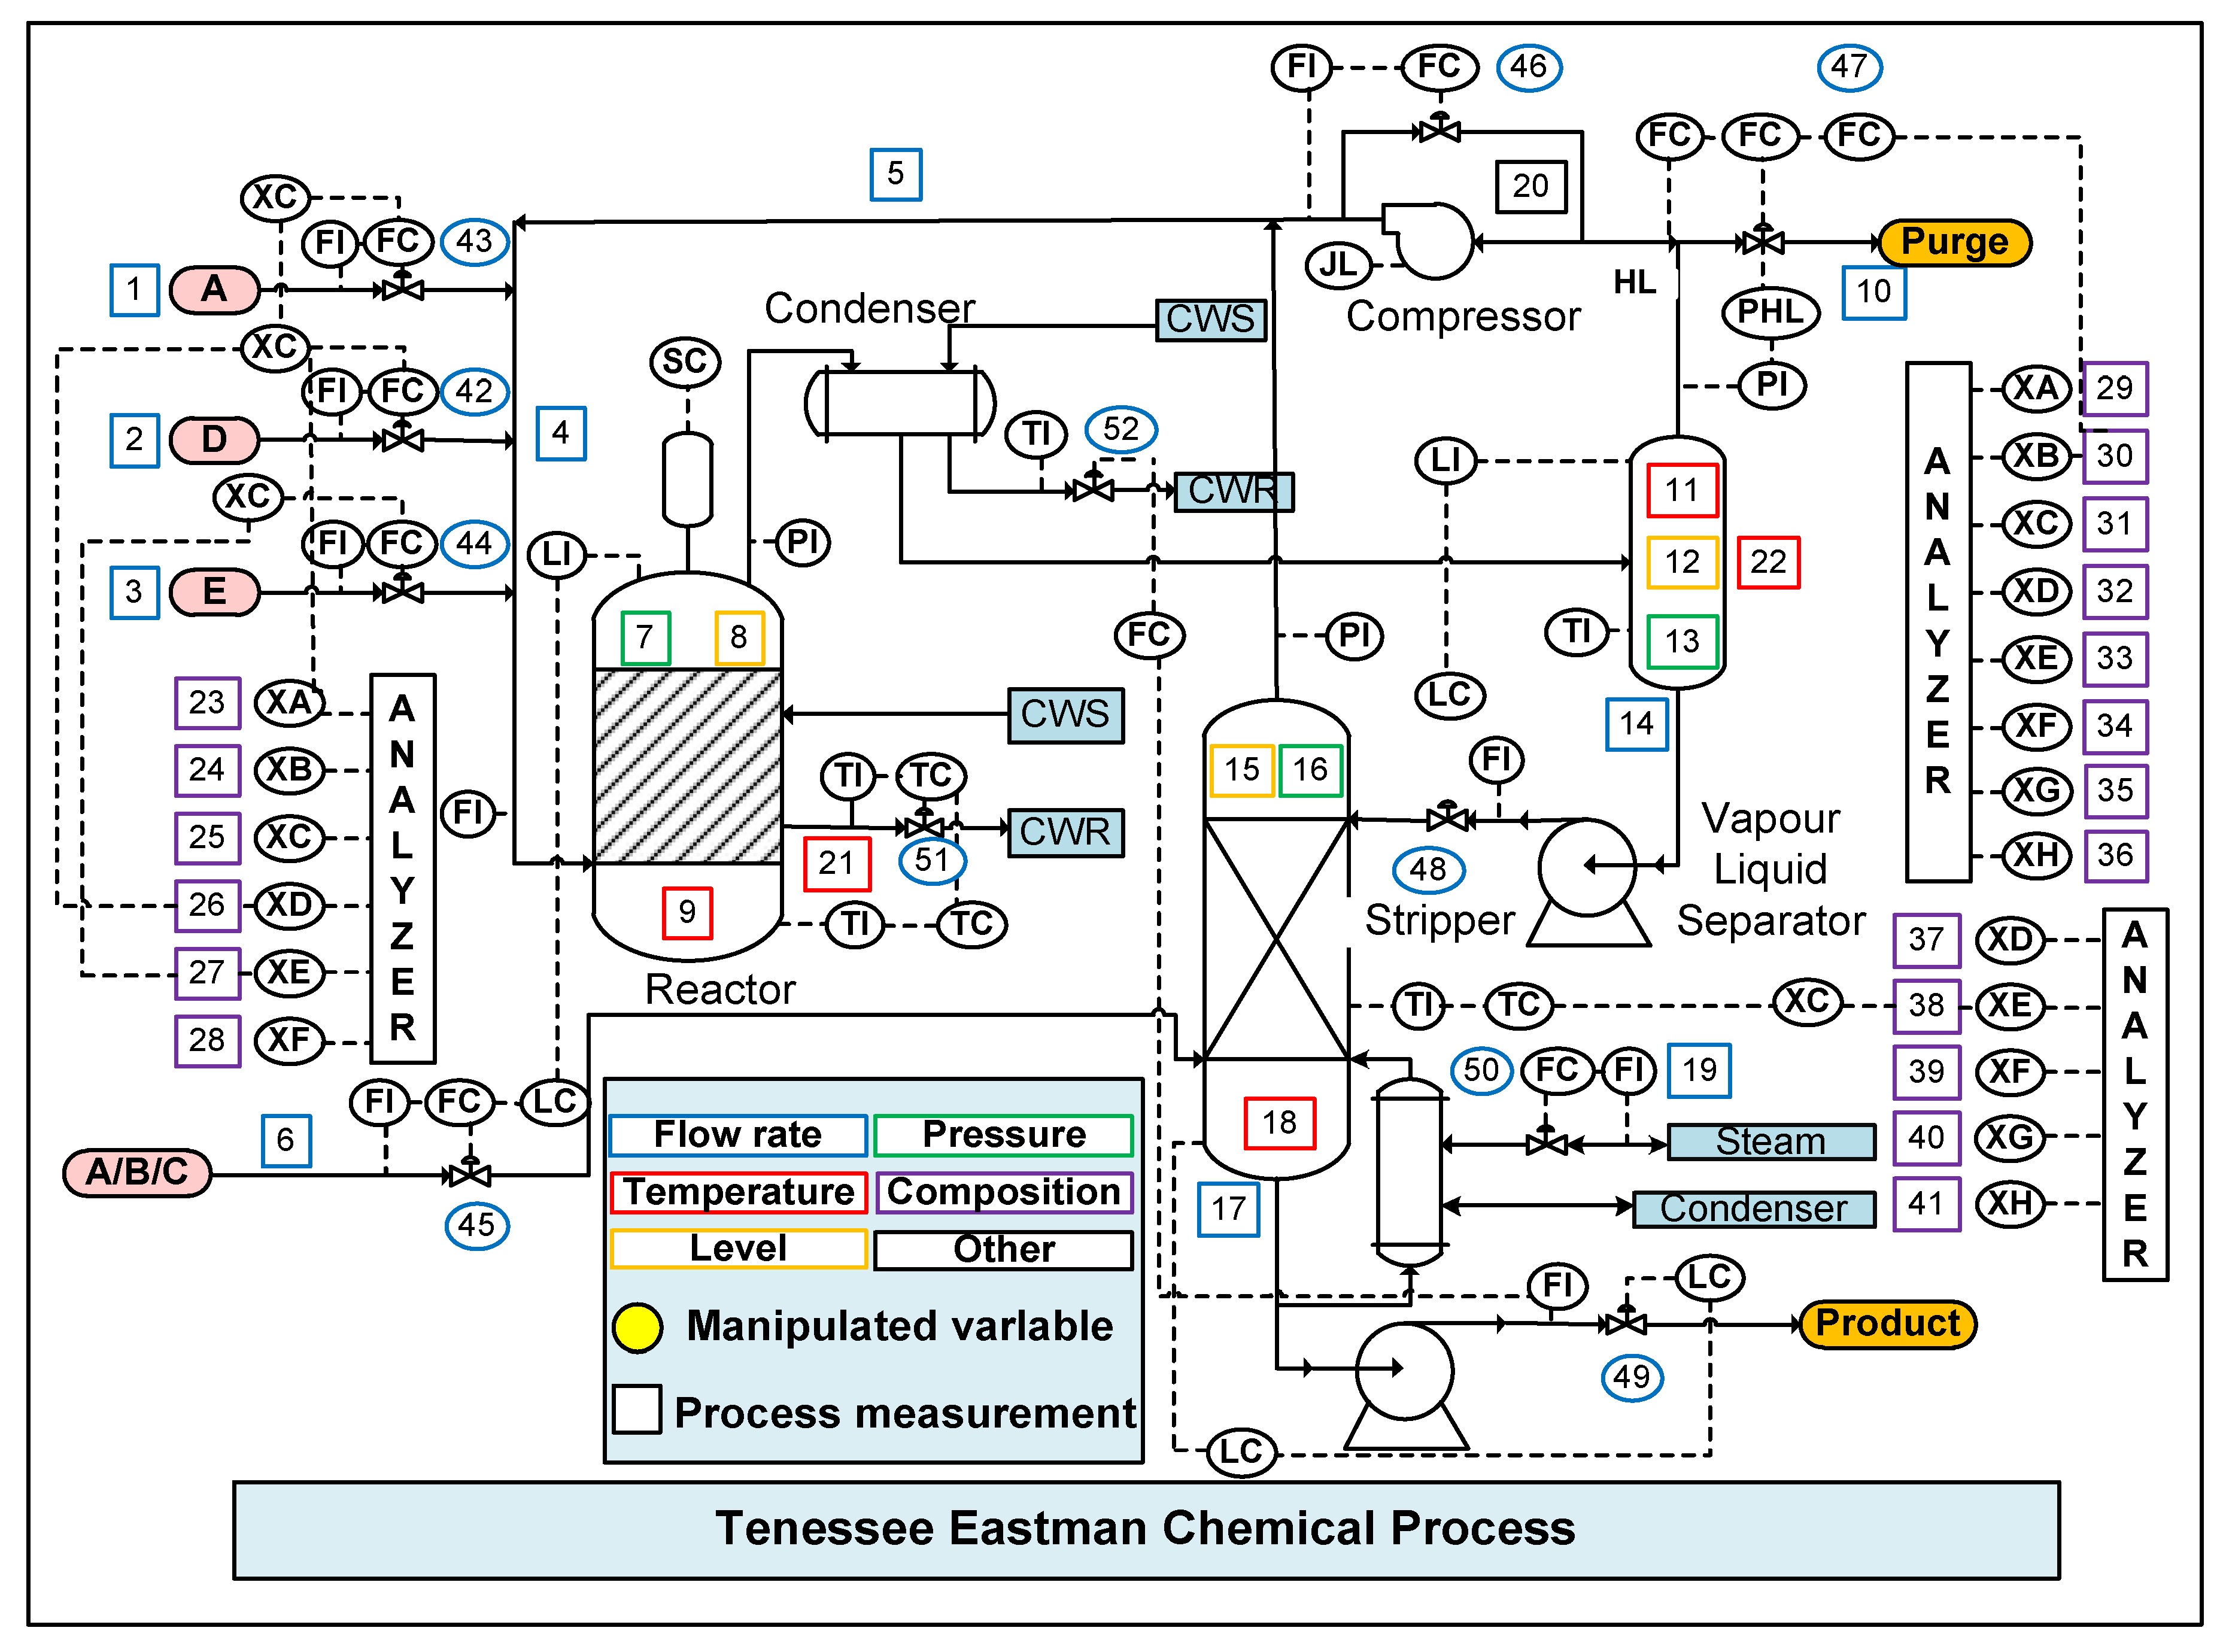 FI
FC
46
47
FC
FC
FC
5
20
XC
FI
FC
43
1
A
JL
Purge
HL
10
PHL
Compressor
Condenser
CWS
XC
SC
FI
FC
42
PI
2
D
4
TI
52
XC
CWR
LI
FI
FC
44
LI
PI
3
E
11
12
22
13
TI
7
8
FC
PI
LC
14
ANALYZER
XA
29
XB
30
XC
31
XD
32
XE
33
XF
34
XG
35
XH
36
23
XA
24
XB
25
XC
26
XD
27
XE
28
XF
ANALYZER
FI
CWS
TI
TC
CWR
21
51
9
TI
TC
Reactor
15
16
FI
48
Stripper
Vapour
Liquid
Separator
37
XD
38
XE
39
XF
40
XG
41
XH
ANALYZER
TI
TC
XC
50
FC
FI
19
18
Steam
Condenser
17
FI
FC
LC
6
A/B/C
45
FI
LC
Product
49
LC
Flow rate
Pressure
Temperature
Composition
Level
Other
Manipulated varlable
Process measurement
Tenessee Eastman Chemical Process